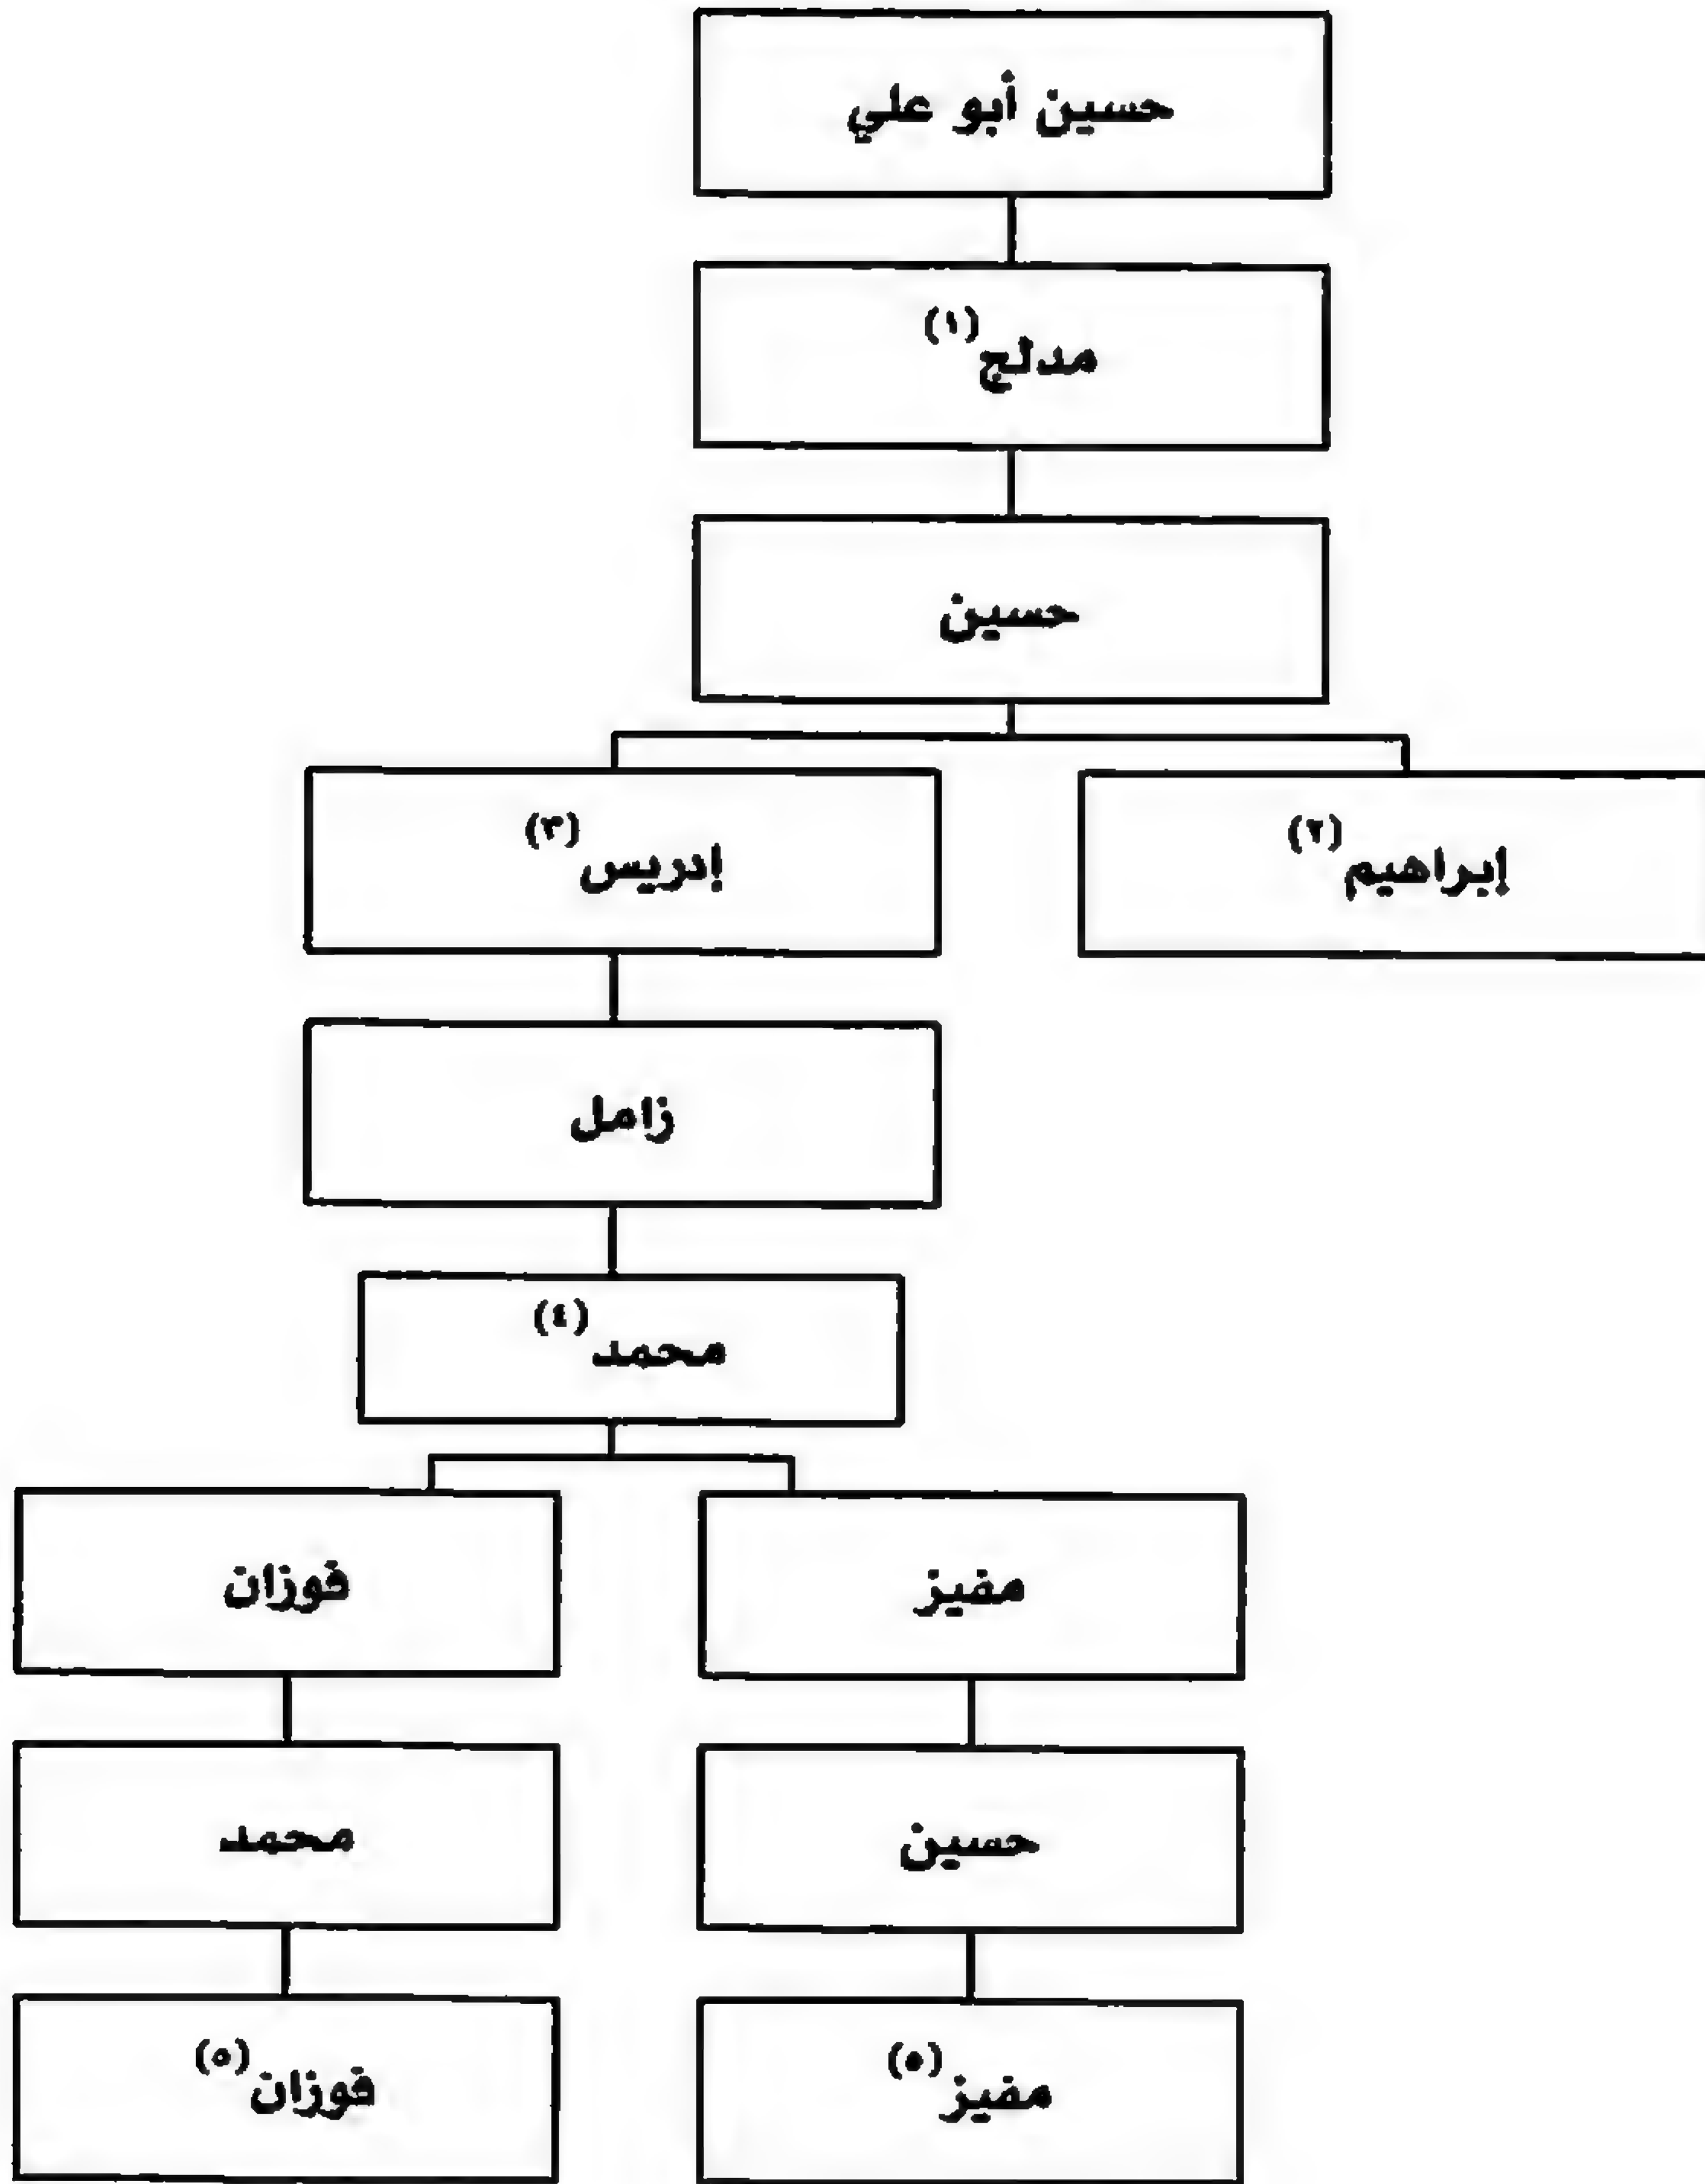 حسين أبو علي
مدلج (١)
حسين
إبراهيم (٢)
إدريس (٣)
زامل
محمد (٤)
مفيز
فوزان
حسين
محمد
مفيز (٥)
فوزان (٥)